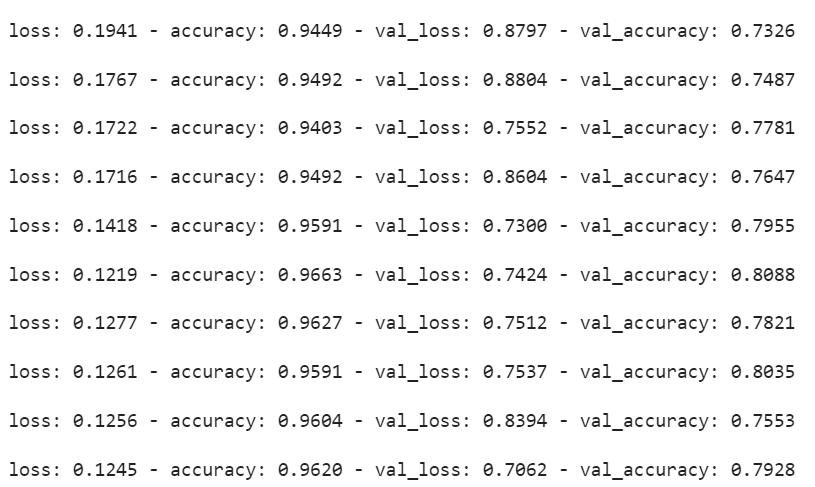 loss: 0.1941 - accuracy: 0.9449 - val_loss: 0.8797 - val_accuracy: 0.7326
loss: 0.1767 - accuracy: 0.9492 - val_loss: 0.8804 - val_accuracy: 0.7487
loss: 0.1722 - accuracy: 0.9403 - val_loss: 0.7552 - val_accuracy: 0.7781
loss: 0.1716 - accuracy: 0.9492 - val_loss: 0.8604 - val_accuracy: 0.7647
loss: 0.1418 - accuracy: 0.9591 - val_loss: 0.7300 - val_accuracy: 0.7955
loss: 0.1219 - accuracy: 0.9663 - val_loss: 0.7424 - val_accuracy: 0.8088
loss: 0.1277 - accuracy: 0.9627 - val_loss: 0.7512 - val_accuracy: 0.7821
loss: 0.1261 - accuracy: 0.9591 - val_loss: 0.7537 - val_accuracy: 0.8035
loss: 0.1256 - accuracy: 0.9604 - val_loss: 0.8394 - val_accuracy: 0.7553
loss: 0.1245 - accuracy: 0.9620 - val_loss: 0.7062 - val_accuracy: 0.7928